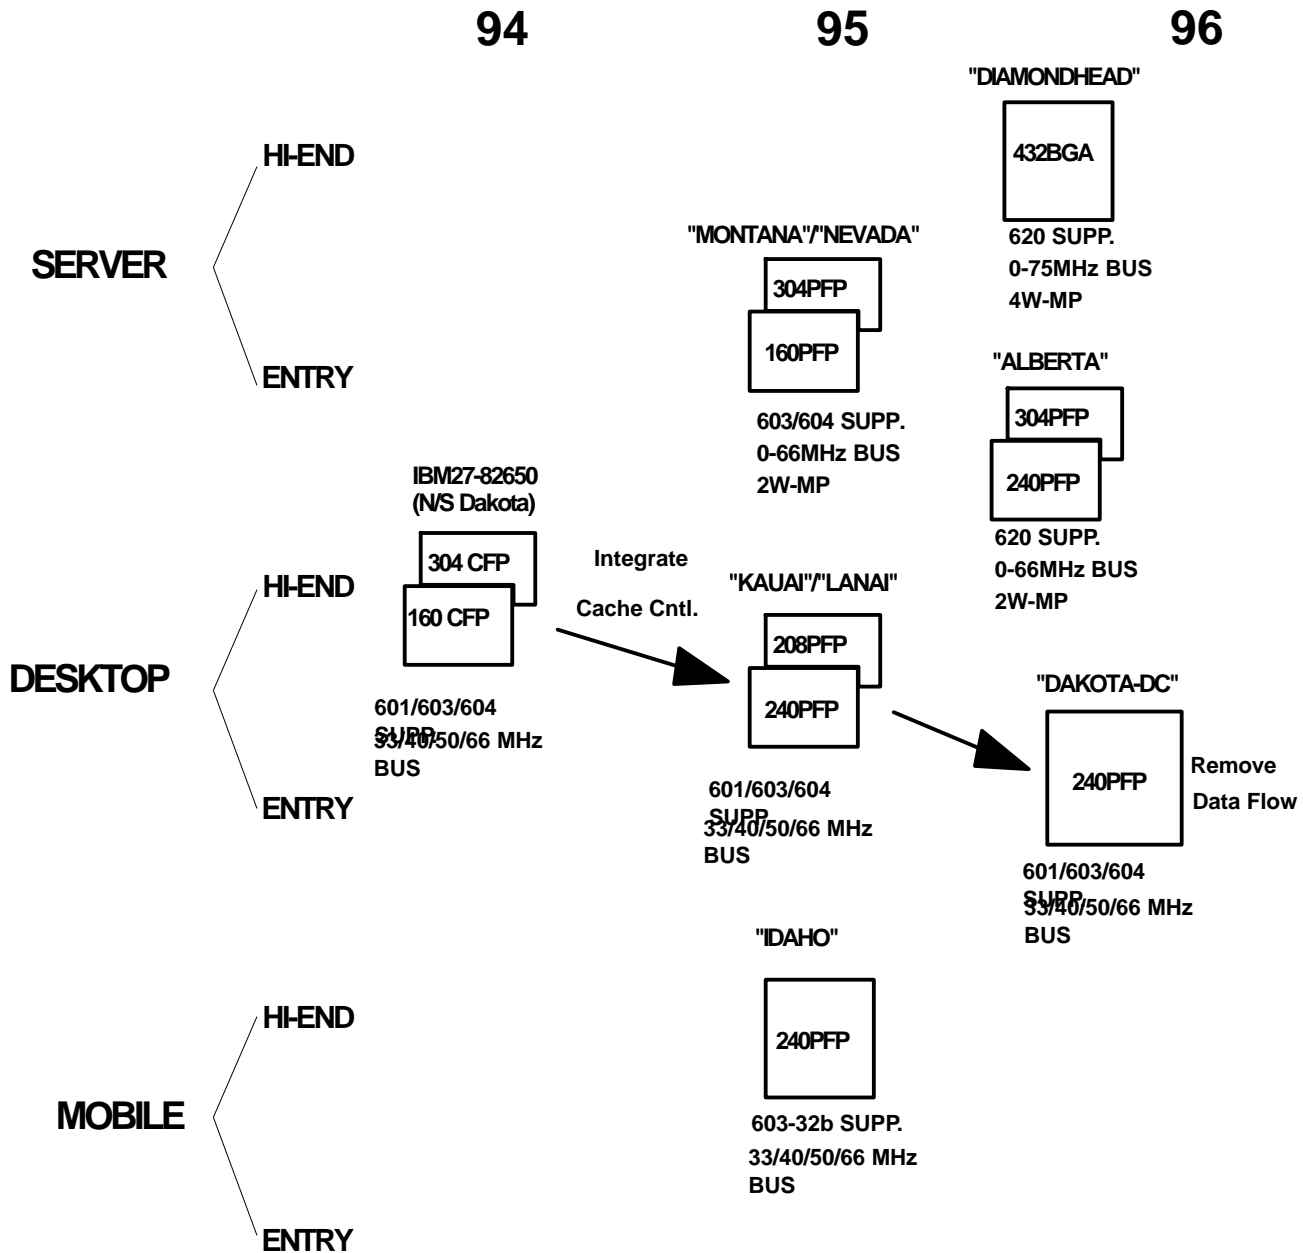 94
95
96
"DIAMONDHEAD"
432BGA
620 SUPP.
0-75MHz BUS
4W-MP
SERVER
HI-END
ENTRY
"MONTANA"/"NEVADA"
304PFP
160PFP
603/604 SUPP.
0-66MHz BUS
2W-MP
"ALBERTA"
304PFP
240PFP
620 SUPP.
0-66MHz BUS
2W-MP
DESKTOP
HI-END
ENTRY
IBM27-82650
(N/S Dakota)
304 CFP
160 CFP
601/603/604
SUPP.
33/40/50/66 MHz
BUS
Integrate
Cache Cntl.
"KAUAI"/"LANAI"
208PFP
240PFP
601/603/604
SUPP.
33/40/50/66 MHz
BUS
"DAKOTA-DC"
240PFP
Remove
Data Flow
601/603/604
SUPP.
33/40/50/66 MHz
BUS
MOBILE
HI-END
ENTRY
"IDAHO"
240PFP
603-32b SUPP.
33/40/50/66 MHz
BUS